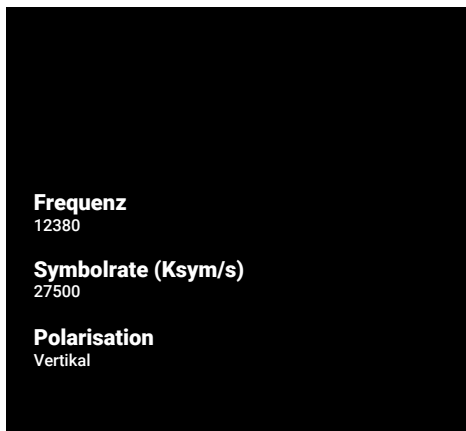 Frequenz
12380
Symbolrate (Ksym/s)
27500
Polarisation
Vertikal